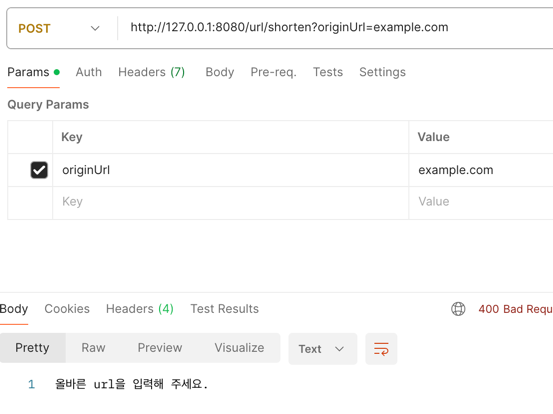 POST http://127.0.0.1:8080/url/shorten?originUrl=example.com
Params Auth Headers (7) Body Pre-req. Tests Settings
Query Params
Key Value
originUrl example.com
Key Value
Body Cookies Headers (4) Test Results 400 Bad Requ
Pretty Raw Preview Visualize Text
1 올바른 url을 입력해 주세요.